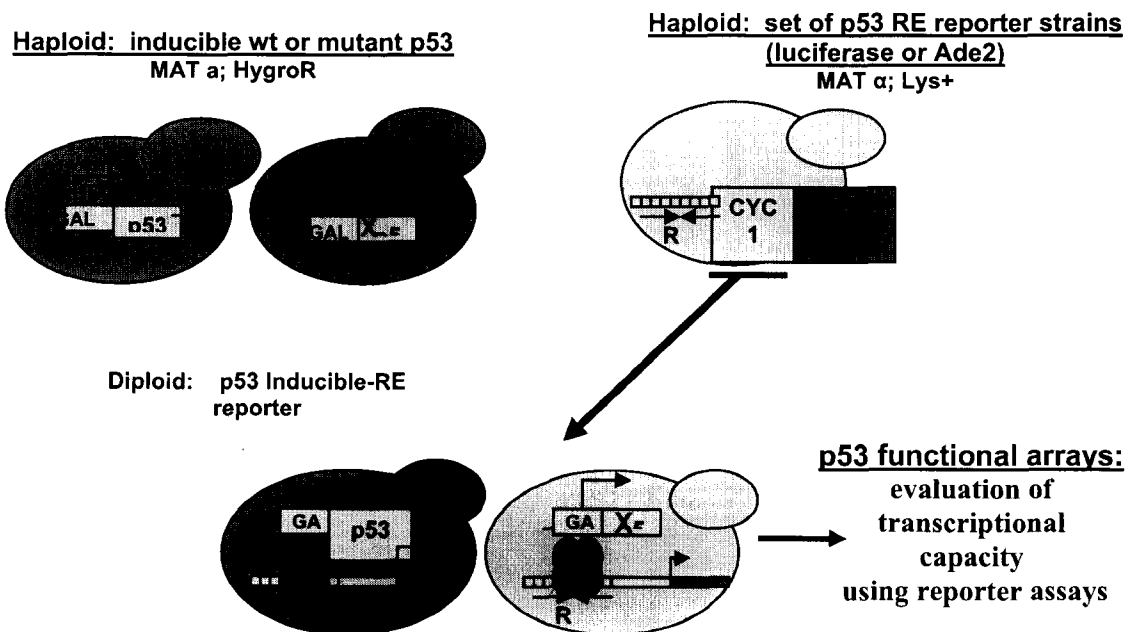 Haploid: inducible wt or mutant p53
MAT a; HygroR
Haploid: set of p53 RE reporter strains
(luciferase or Ade2)
MAT α; Lys+
GAL p53
GAL X
CYC
1
R
Diploid: p53 Inducible-RE
reporter
GA p53
GA X
R
p53 functional arrays:
evaluation of
transcriptional
capacity
using reporter assays